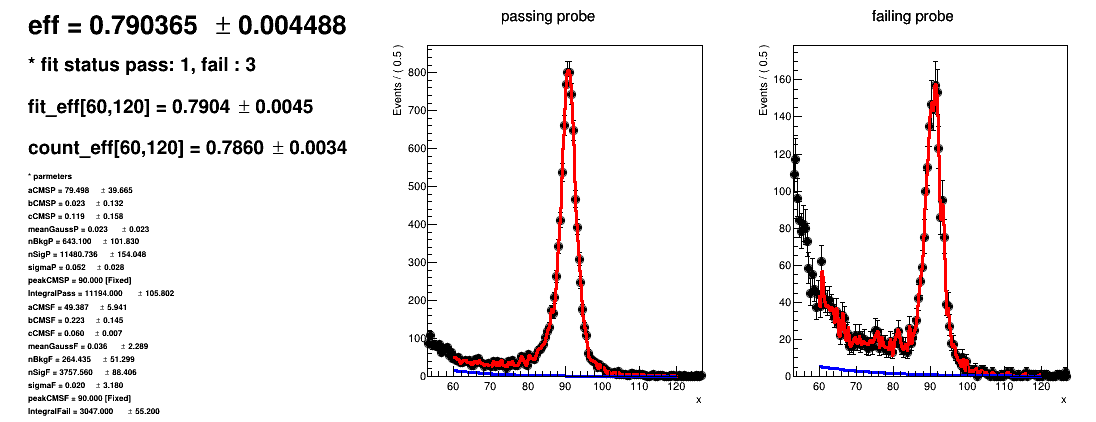 eff = 0.790365 ± 0.004488
* fit status pass: 1, fail : 3
fit_eff[60,120] = 0.7904 ± 0.0045
count_eff[60,120] = 0.7860 ± 0.0034
* parmeters
aCMSP = 79.498 ± 39.665
bCMSP = 0.023 ± 0.132
cCMSP = 0.119 ± 0.158
meanGaussP = 0.023 ± 0.023
nBkgP = 643.100 ± 101.830
nSigP = 11480.736 ± 154.048
sigmaP = 0.052 ± 0.028
peakCMSP = 90.000 [Fixed]
IntegralPass = 11194.000 ± 105.802
aCMSF = 49.387 ± 5.941
bCMSF = 0.223 ± 0.145
cCMSF = 0.060 ± 0.007
meanGaussF = 0.036 ± 2.289
nBkgF = 264.435 ± 51.299
nSigF = 3757.560 ± 88.406
sigmaF = 0.020 ± 3.180
peakCMSF = 90.000 [Fixed]
IntegralFail = 3047.000 ± 55.200
passing probe
Events / ( 0.5 )
800
700
600
500
400
300
200
100
0
60 70 80 90 100 110 120
x
failing probe
Events / ( 0.5 )
160
140
120
100
80
60
40
20
0
60 70 80 90 100 110 120
x